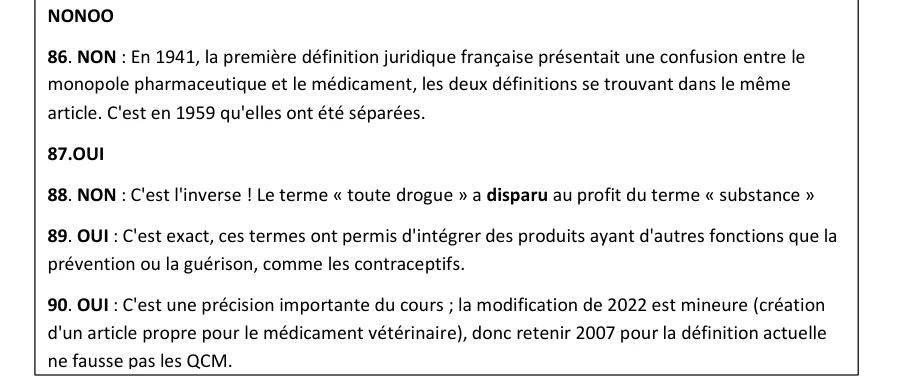 NONOO
86. NON : En 1941, la première définition juridique française présentait une confusion entre le
monopole pharmaceutique et le médicament, les deux définitions se trouvant dans le même
article. C'est en 1959 qu'elles ont été séparées.
87.OUI
88. NON : C'est l'inverse ! Le terme « toute drogue » a disparu au profit du terme « substance »
89. OUI : C'est exact, ces termes ont permis d'intégrer des produits ayant d'autres fonctions que la
prévention ou la guérison, comme les contraceptifs.
90. OUI : C'est une précision importante du cours ; la modification de 2022 est mineure (création
d'un article propre pour le médicament vétérinaire), donc retenir 2007 pour la définition actuelle
ne fausse pas les QCM.